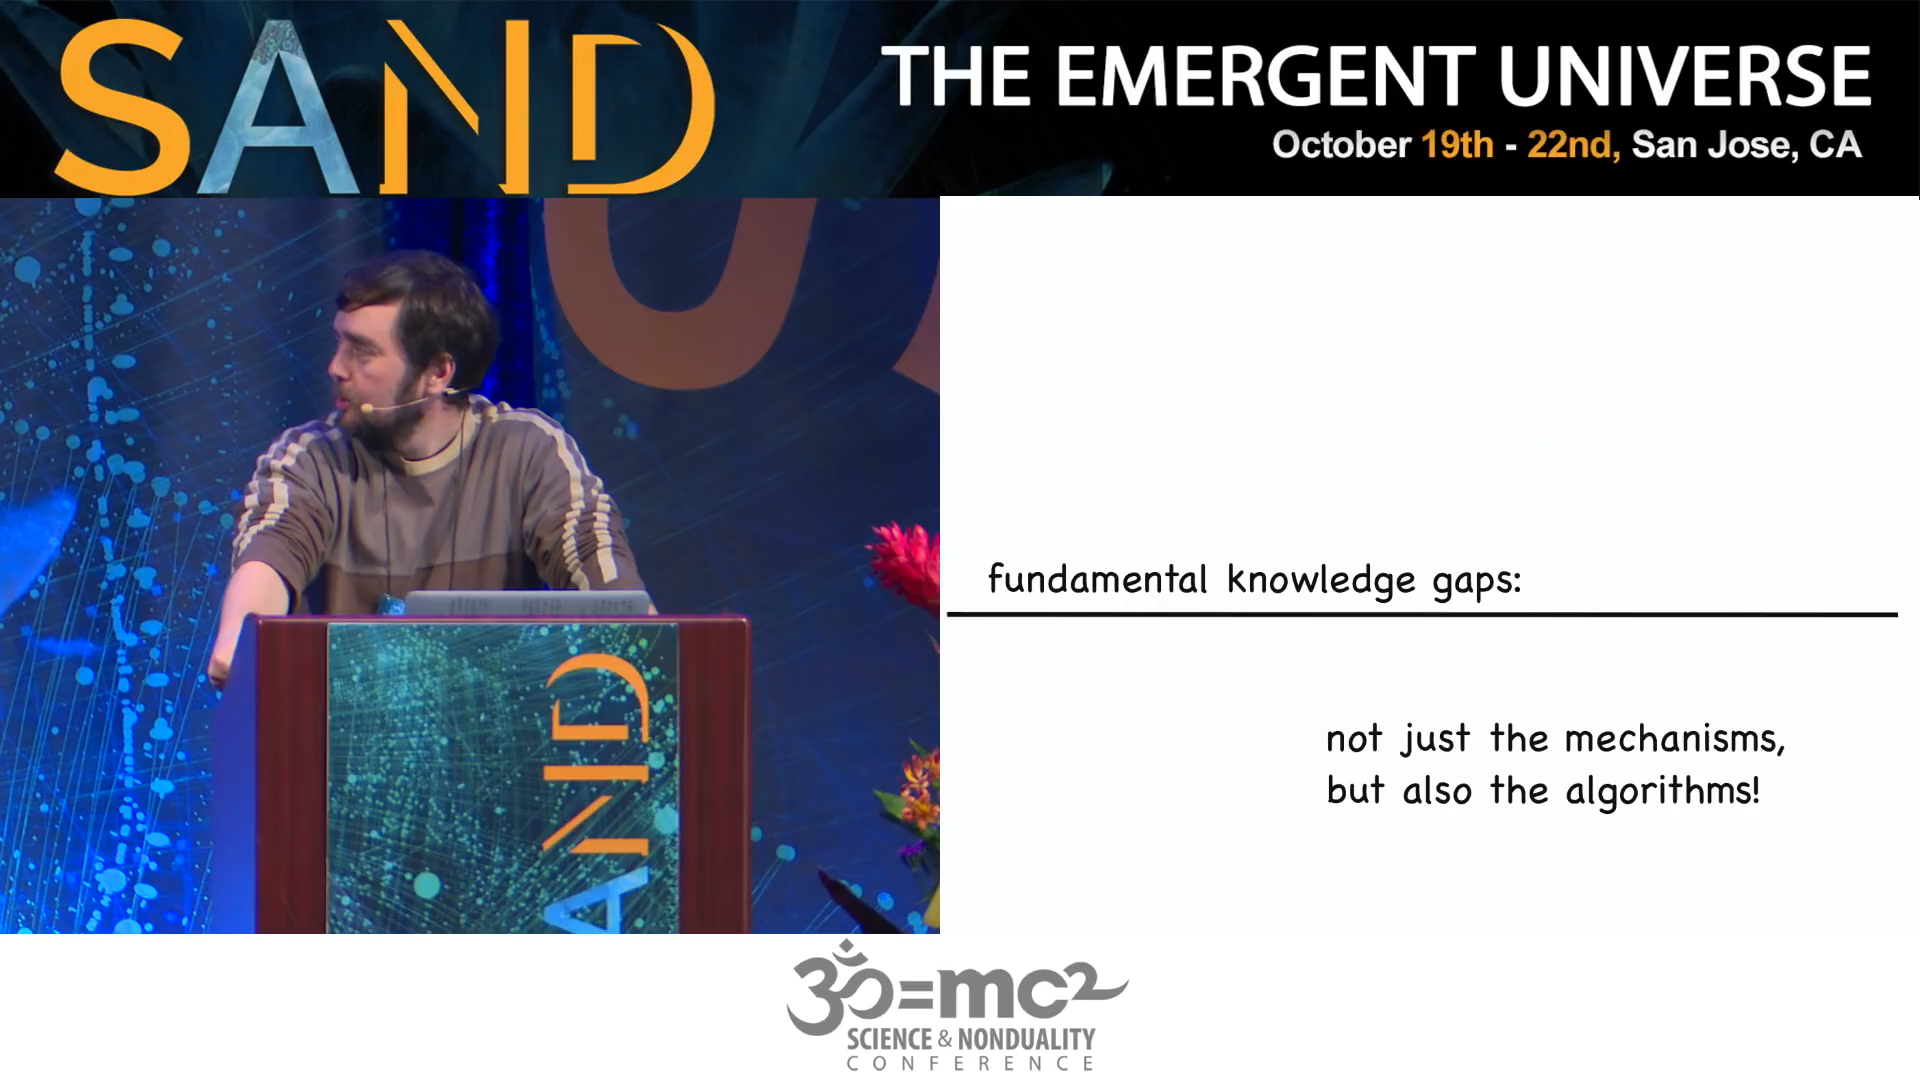 SAND
THE EMERGENT UNIVERSE
October 19th - 22nd, San Jose, CA
fundamental knowledge gaps:
not just the mechanisms,
but also the algorithms!
AND
ॐ=mc2
SCIENCE & NONDUALITY
CONFERENCE